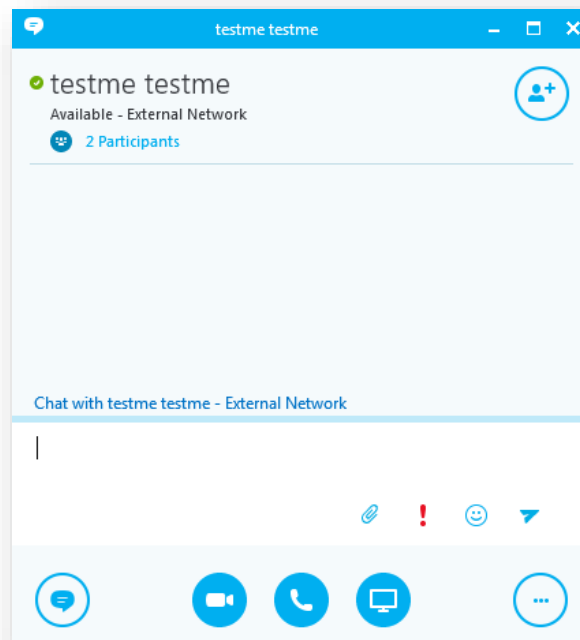 testme testme
testme testme
Available - External Network
2 Participants
Chat with testme testme - External Network